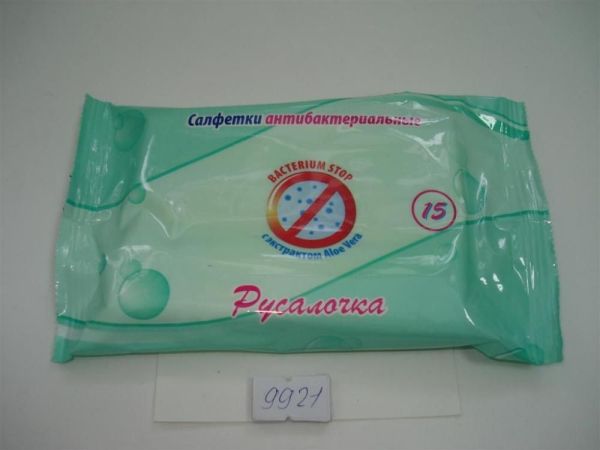 Салфетки антибактериальные
BACTERIUM STOP
с экстрактом Aloe Vera
15
Русалочка
9921